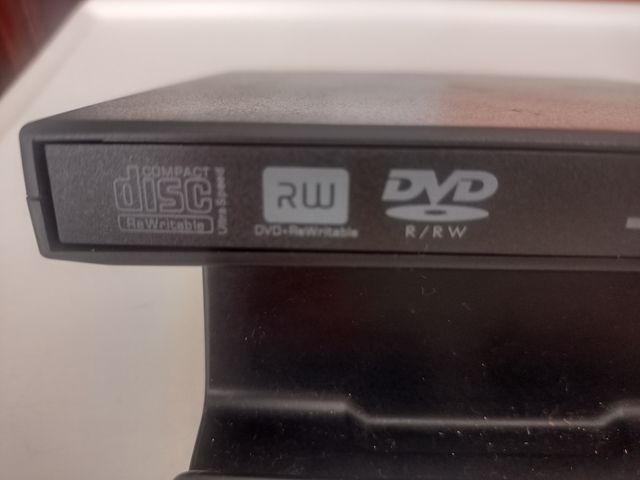 COMPACT
disc
ReWritable
Ultra Speed
RW
DVD+ReWritable
DVD
R/RW